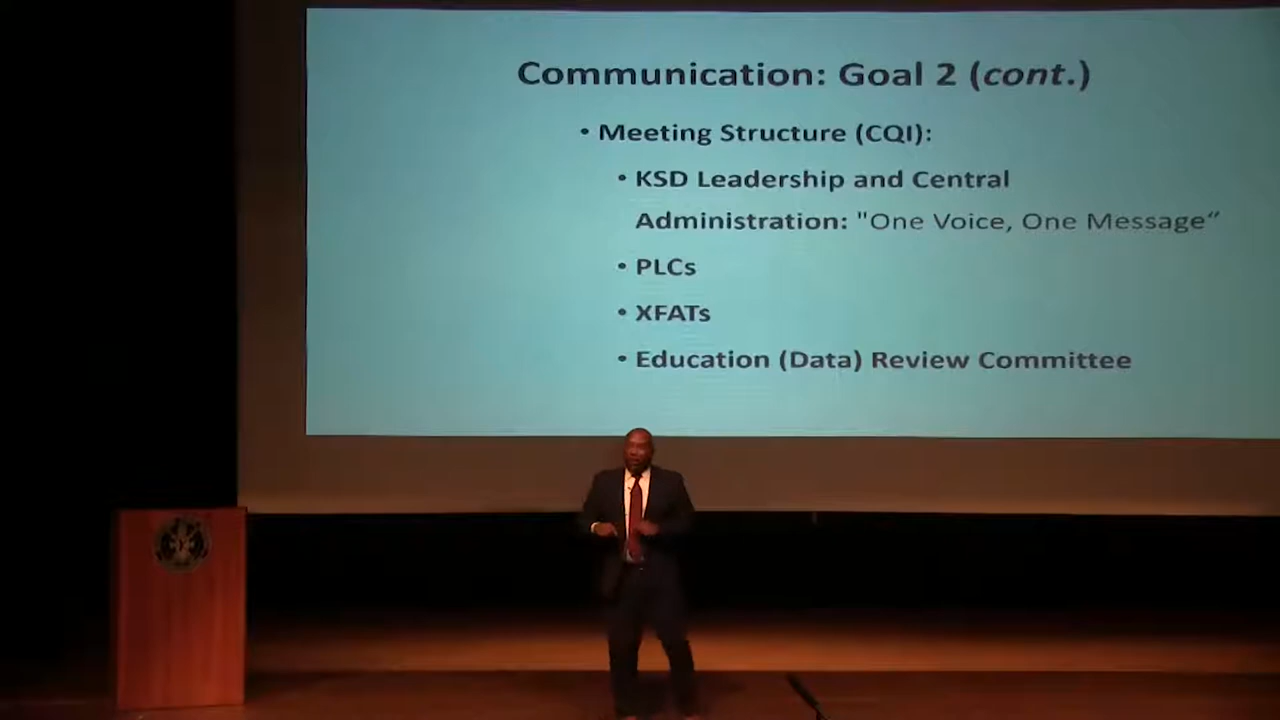 Communication: Goal 2 (cont.)
• Meeting Structure (CQI):
• KSD Leadership and Central
Administration: "One Voice, One Message“
• PLCs
• XFATs
• Education (Data) Review Committee